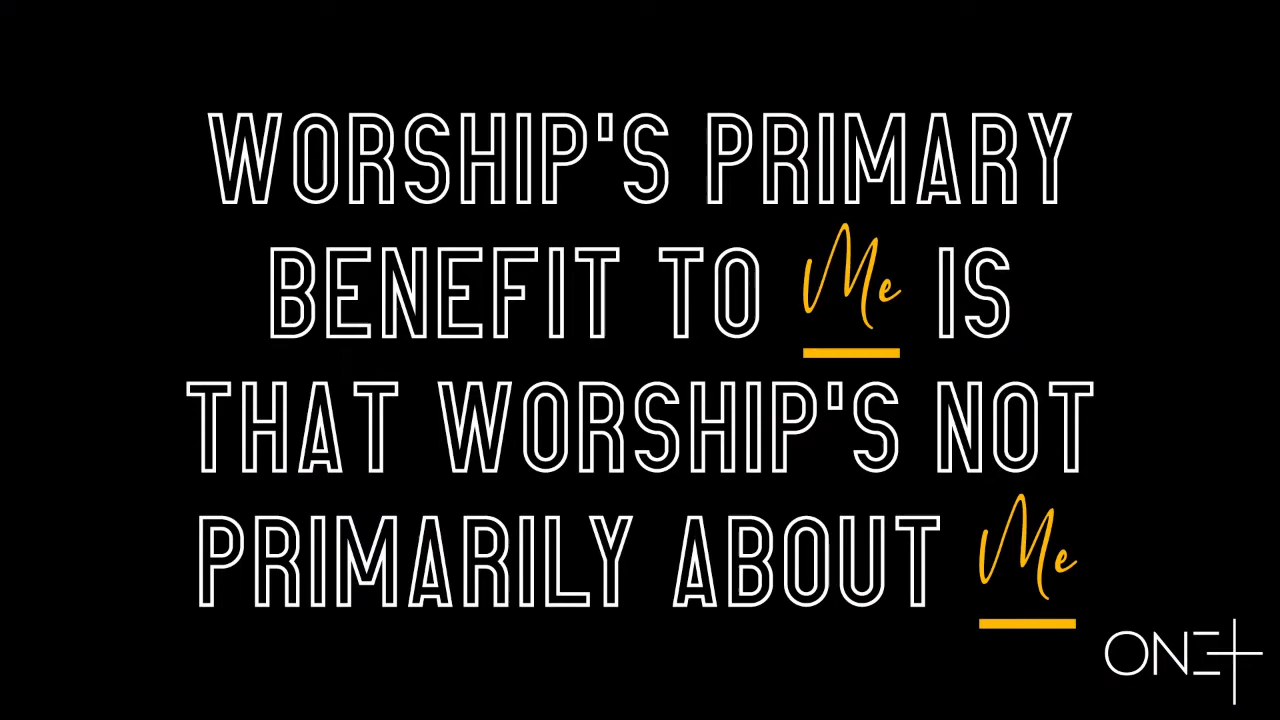 WORSHIP'S PRIMARY
BENEFIT TO Me IS
THAT WORSHIP'S NOT
PRIMARILY ABOUT Me
ONE